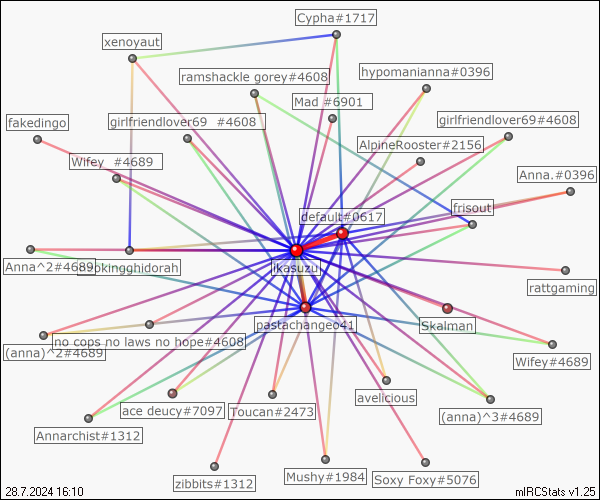 Cypha#1717
xenoyaut
ramshackle gorey#4608
hypomanianna#0396
Mad #6901
fakedingo
girlfriendlover69 #4608
girlfriendlover69#4608
AlpineRooster#2156
Wifey #4689
Anna.#0396
default#0617
frisout
Anna^2#4689
okingghidorah
ikasuzui
rattgaming
pastachangeo41
Skalman
no cops no laws no hope#4608
(anna)^2#4689
Wifey#4689
avelicious
ace deucy#7097
Toucan#2473
(anna)^3#4689
Annarchist#1312
zibbits#1312
Mushy#1984
Soxy Foxy#5076
28.7.2024 16:10
mIRCStats v1.25